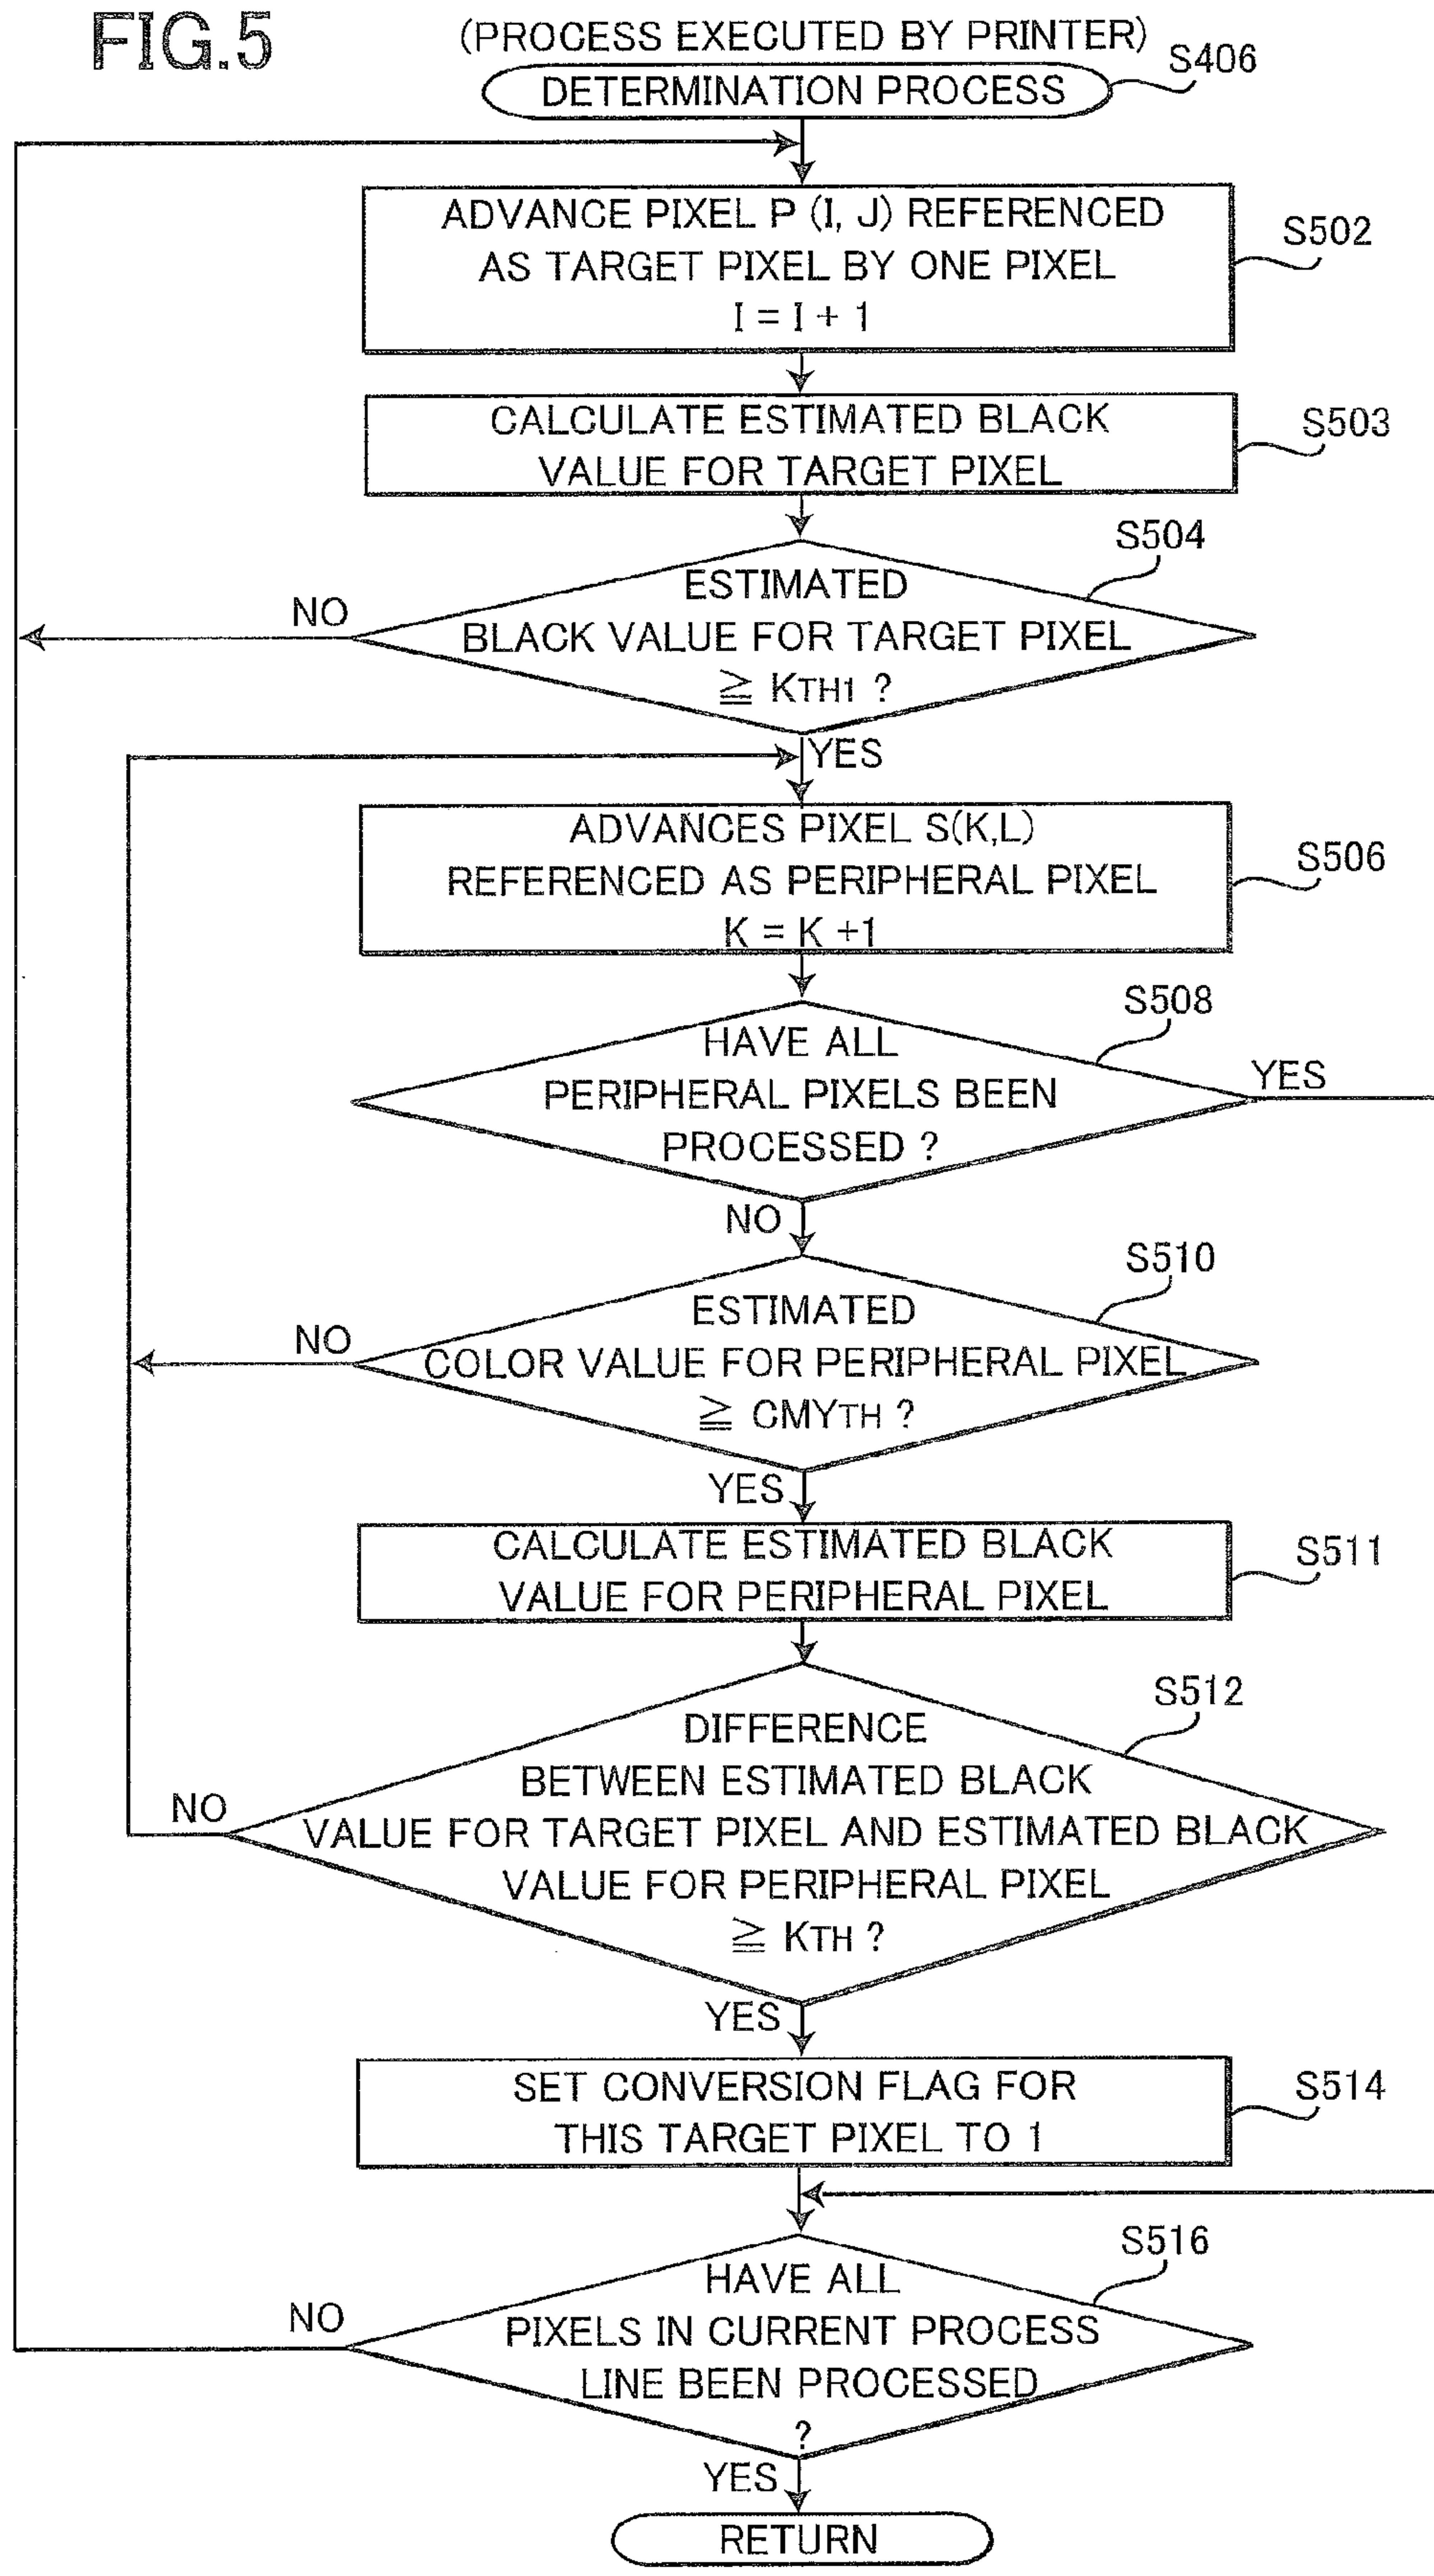 FIG.5
(PROCESS EXECUTED BY PRINTER)
S406
DETERMINATION PROCESS
ADVANCE PIXEL P (I, J) REFERENCED
AS TARGET PIXEL BY ONE PIXEL
I = I + 1
S502
CALCULATE ESTIMATED BLACK
VALUE FOR TARGET PIXEL
S503
S504
ESTIMATED
BLACK VALUE FOR TARGET PIXEL
≧ KTH1 ?
NO
YES
ADVANCES PIXEL S(K,L)
REFERENCED AS PERIPHERAL PIXEL
K = K +1
S506
S508
HAVE ALL
PERIPHERAL PIXELS BEEN
PROCESSED ?
YES
NO
S510
ESTIMATED
COLOR VALUE FOR PERIPHERAL PIXEL
≧ CMYTH ?
NO
YES
CALCULATE ESTIMATED BLACK
VALUE FOR PERIPHERAL PIXEL
S511
S512
DIFFERENCE
BETWEEN ESTIMATED BLACK
VALUE FOR TARGET PIXEL AND ESTIMATED BLACK
VALUE FOR PERIPHERAL PIXEL
≧ KTH ?
NO
YES
SET CONVERSION FLAG FOR
THIS TARGET PIXEL TO 1
S514
S516
HAVE ALL
PIXELS IN CURRENT PROCESS
LINE BEEN PROCESSED
?
NO
YES
RETURN